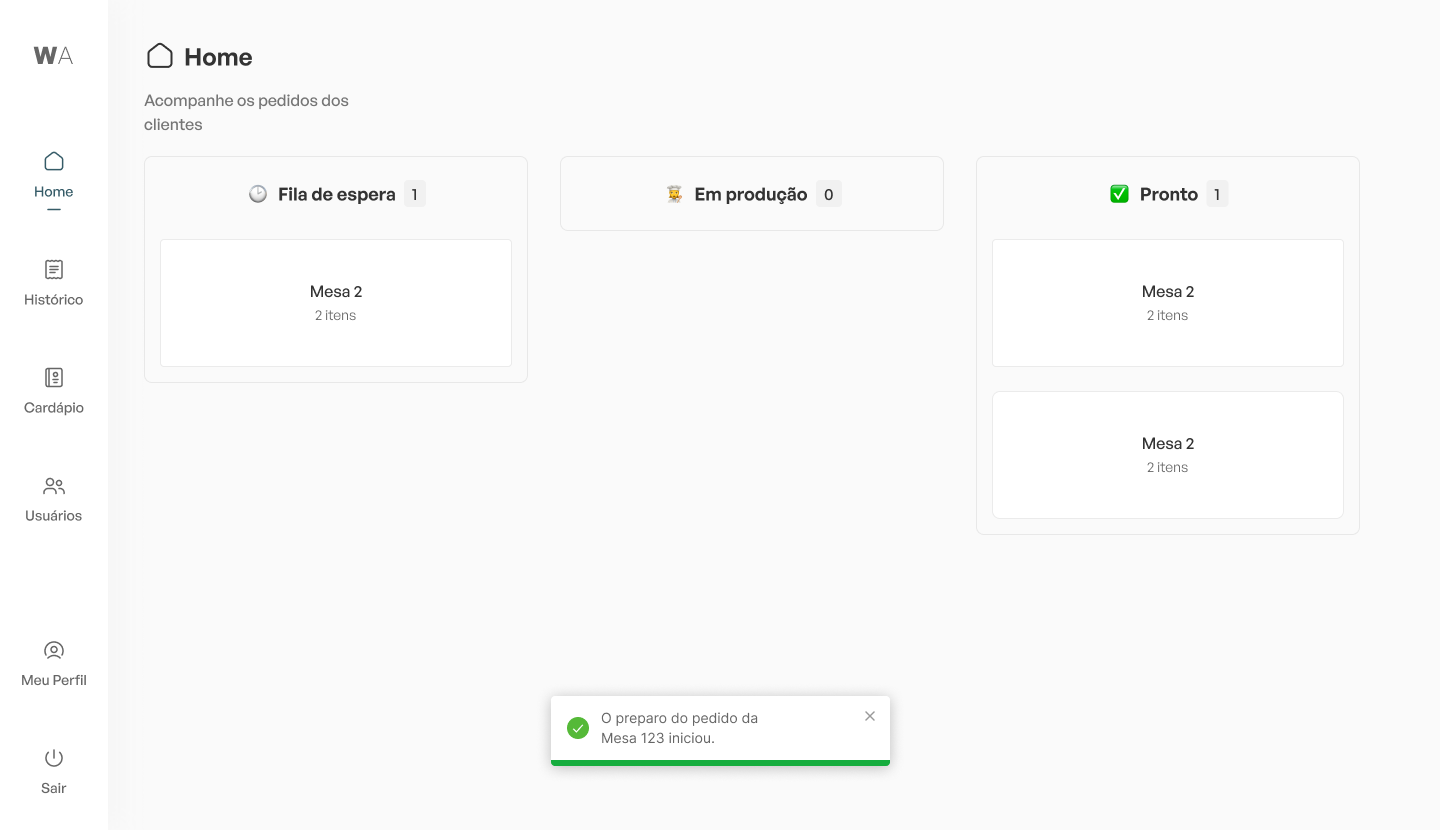 WA
Home
Histórico
Cardápio
Usuários
Meu Perfil
Sair
Home
Acompanhe os pedidos dos
clientes
Fila de espera 1
Mesa 2
2 itens
Em produção 0
Pronto 1
Mesa 2
2 itens
Mesa 2
2 itens
O preparo do pedido da
Mesa 123 iniciou.